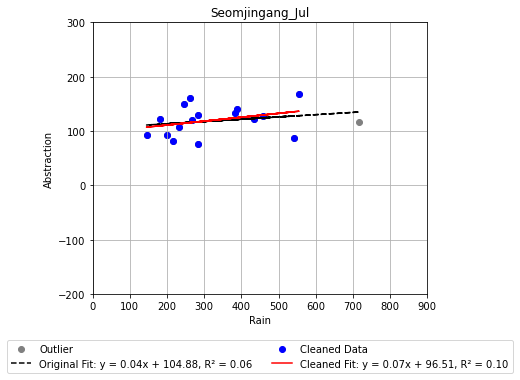 Seomjingang_Jul
300
200
100
0
−100
−200
Abstraction
0 100 200 300 400 500 600 700 800 900
Rain
Outlier
Cleaned Data
Original Fit: y = 0.04x + 104.88, R² = 0.06
Cleaned Fit: y = 0.07x + 96.51, R² = 0.10